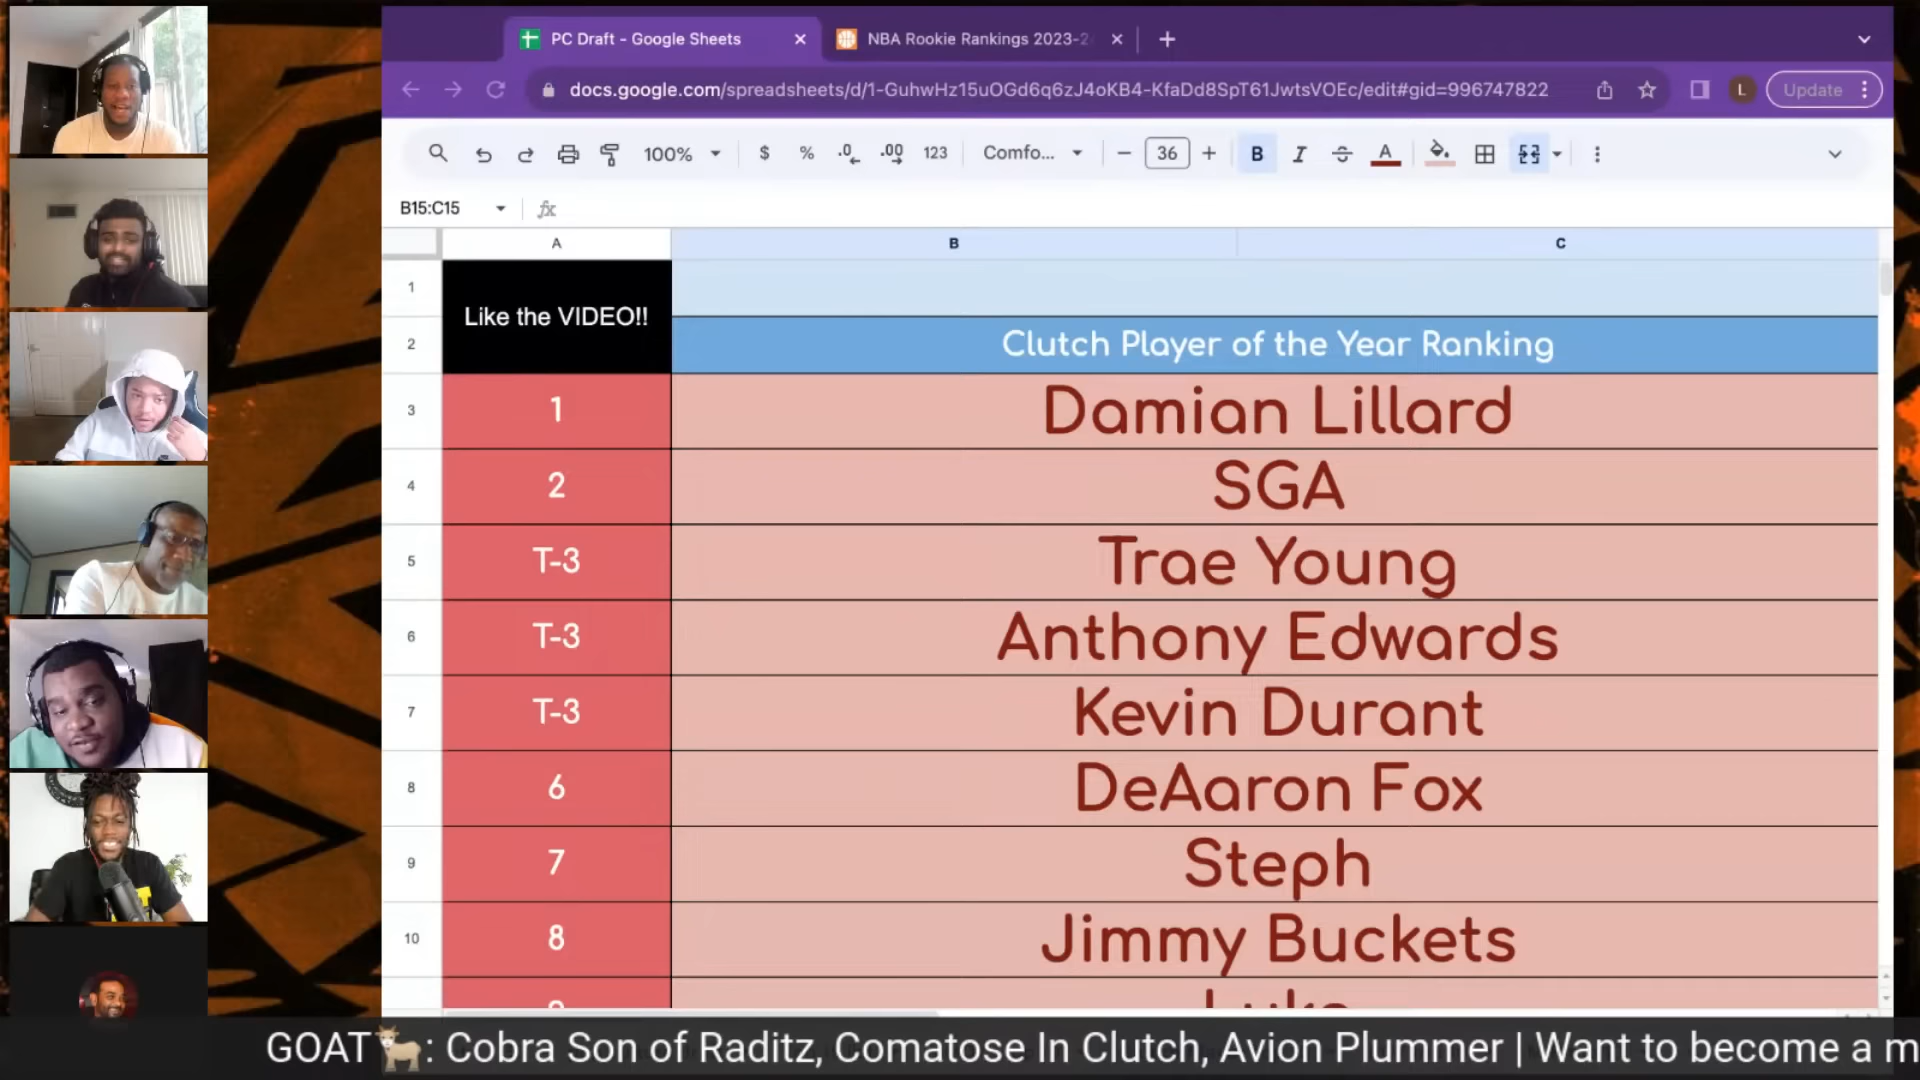 PC Draft - Google Sheets
NBA Rookie Rankings 2023-2
docs.google.com/spreadsheets/d/1-GuhwHz15uOGd6q6zJ4oKB4-KfaDd8SpT61JwtsVOEc/edit#gid=996747822
L
Update
100%
$ % .0 .00 123
Comfo...
36
B I A
B15:C15
fx
A B C
1
Like the VIDEO!!
2 Clutch Player of the Year Ranking
3 1 Damian Lillard
4 2 SGA
5 T-3 Trae Young
6 T-3 Anthony Edwards
7 T-3 Kevin Durant
8 6 DeAaron Fox
9 7 Steph
10 8 Jimmy Buckets
GOAT🐐: Cobra Son of Raditz, Comatose In Clutch, Avion Plummer | Want to become a m